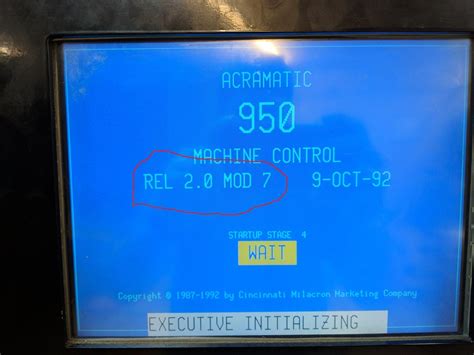 ACRAMATIC
950
MACHINE CONTROL
REL 2.0 MOD 7 9-OCT-92
STARTUP STAGE 4
WAIT
Copyright © 1987-1992 by Cincinnati Milacron Marketing Company
EXECUTIVE INITIALIZING